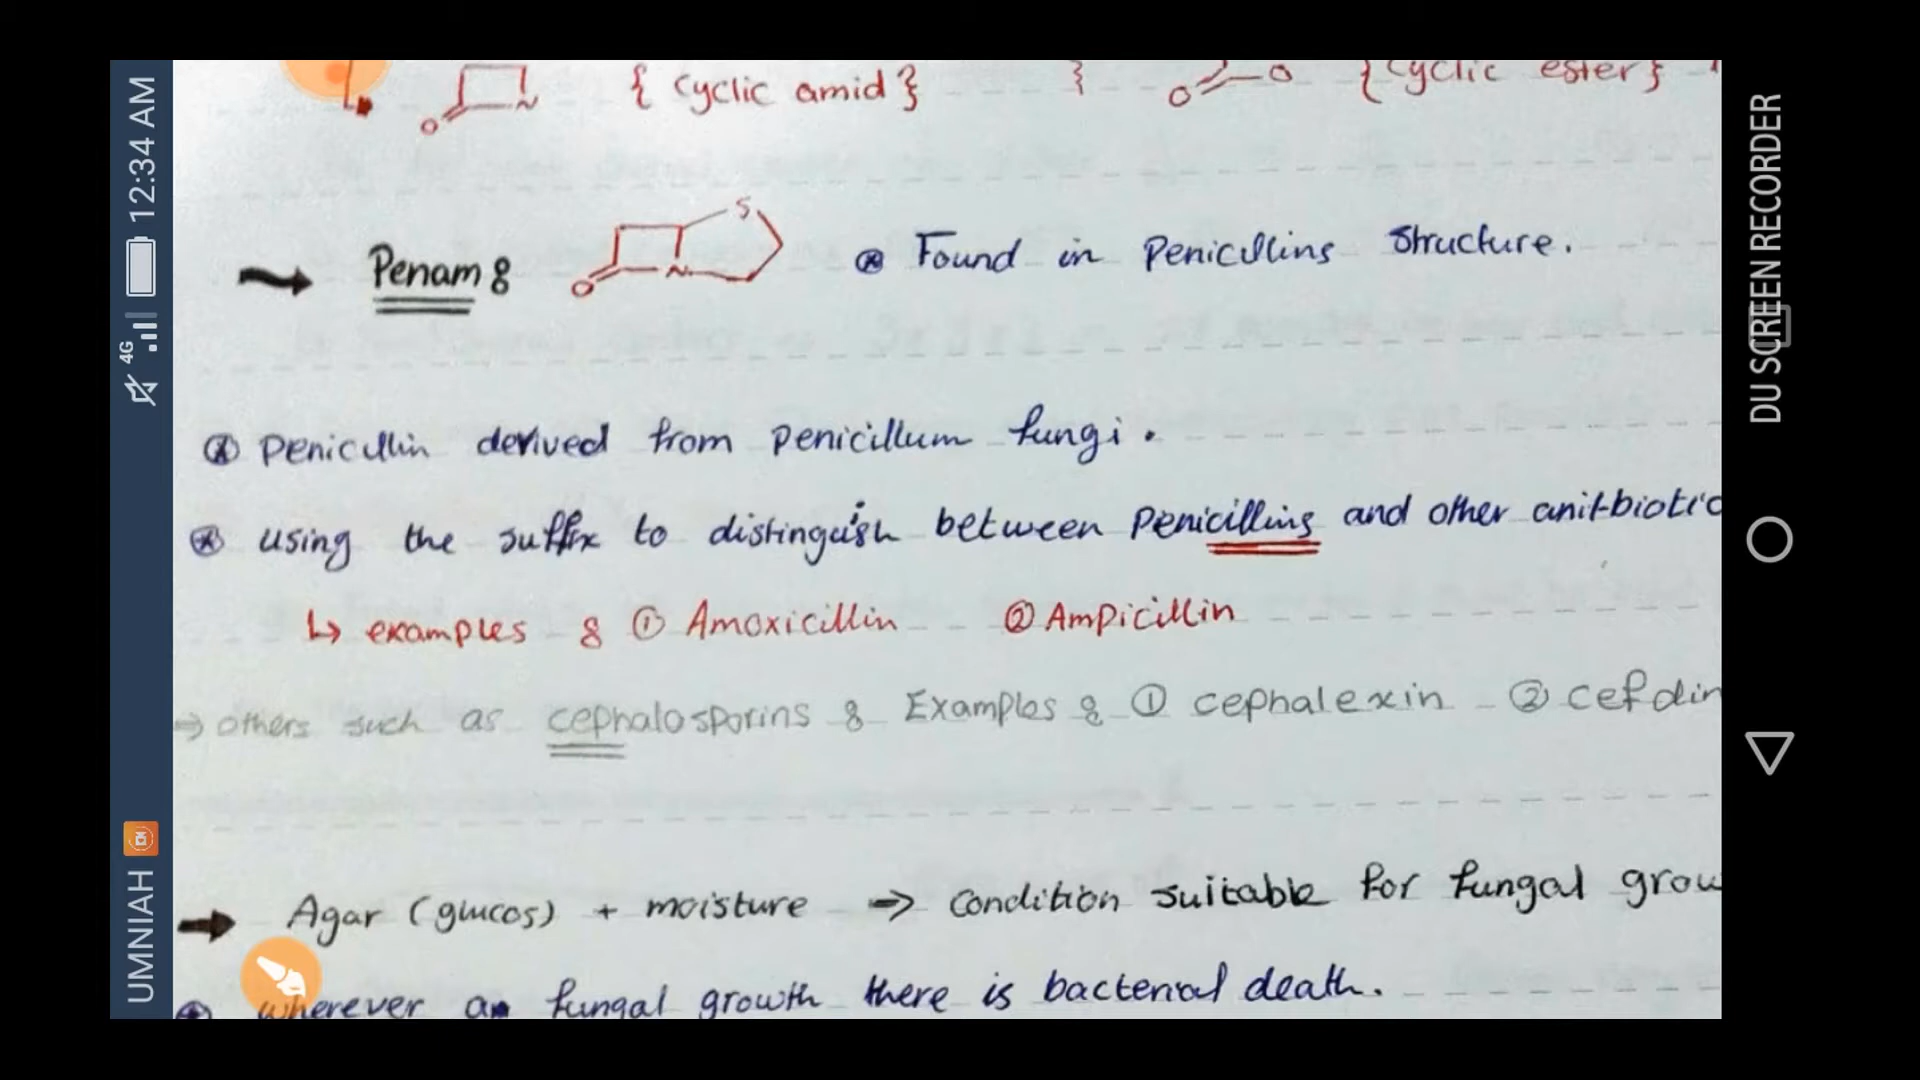 { cyclic amid }
{ cyclic ester }
O N O O
Penam :
S
N
O
Found in Penicillins Structure.
Penicillin derived from Penicillum fungi.
using the suffix to distinguish between Penicillins and other anit-biotic
↳ examples : ① Amoxicillin ② Ampicillin
⇒ others such as cephalosporins : Examples : ① cephalexin ② cefdin
→ Agar (glucos) + moisture ⇒ condition suitable for fungal grow
wherever an fungal growth there is bacterial death.
12:34 AM
4G
UMNIAH
DU SCREEN RECORDER